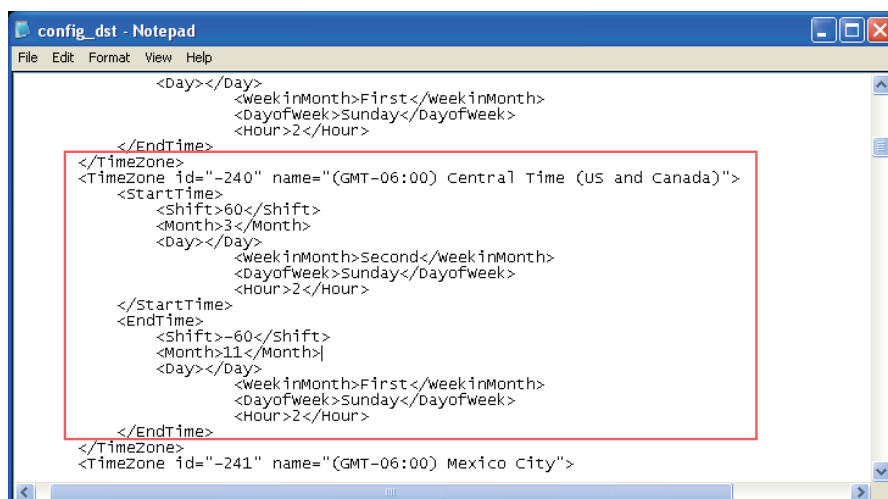 config_dst - Notepad
File Edit Format View Help
<Day></Day>
<WeekinMonth>First</WeekinMonth>
<DayofWeek>Sunday</DayofWeek>
<Hour>2</Hour>
</EndTime>
</TimeZone>
<TimeZone id="-240" name="(GMT-06:00) Central Time (US and Canada)">
<StartTime>
<Shift>60</Shift>
<Month>3</Month>
<Day></Day>
<WeekinMonth>Second</WeekinMonth>
<DayofWeek>Sunday</DayofWeek>
<Hour>2</Hour>
</StartTime>
<EndTime>
<Shift>-60</Shift>
<Month>11</Month>
<Day></Day>
<WeekinMonth>First</WeekinMonth>
<DayofWeek>Sunday</DayofWeek>
<Hour>2</Hour>
</EndTime>
</TimeZone>
<TimeZone id="-241" name="(GMT-06:00) Mexico City">